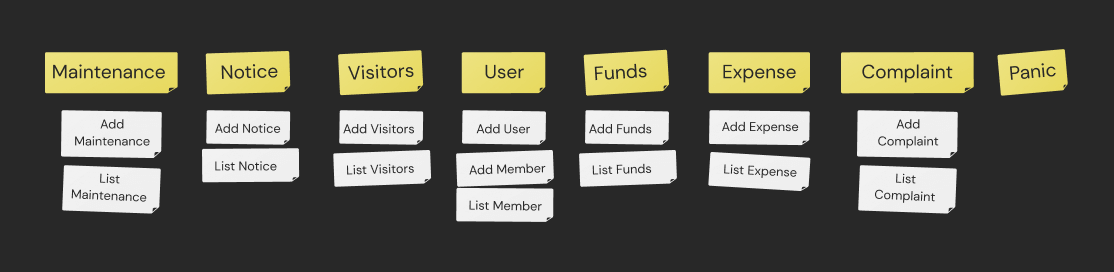 Maintenance
Notice
Visitors
User
Funds
Expense
Complaint
Panic
Add
Maintenance
List
Maintenance
Add Notice
List Notice
Add Visitors
List Visitors
Add User
Add Member
List Member
Add Funds
List Funds
Add Expense
List Expense
Add
Complaint
List
Complaint